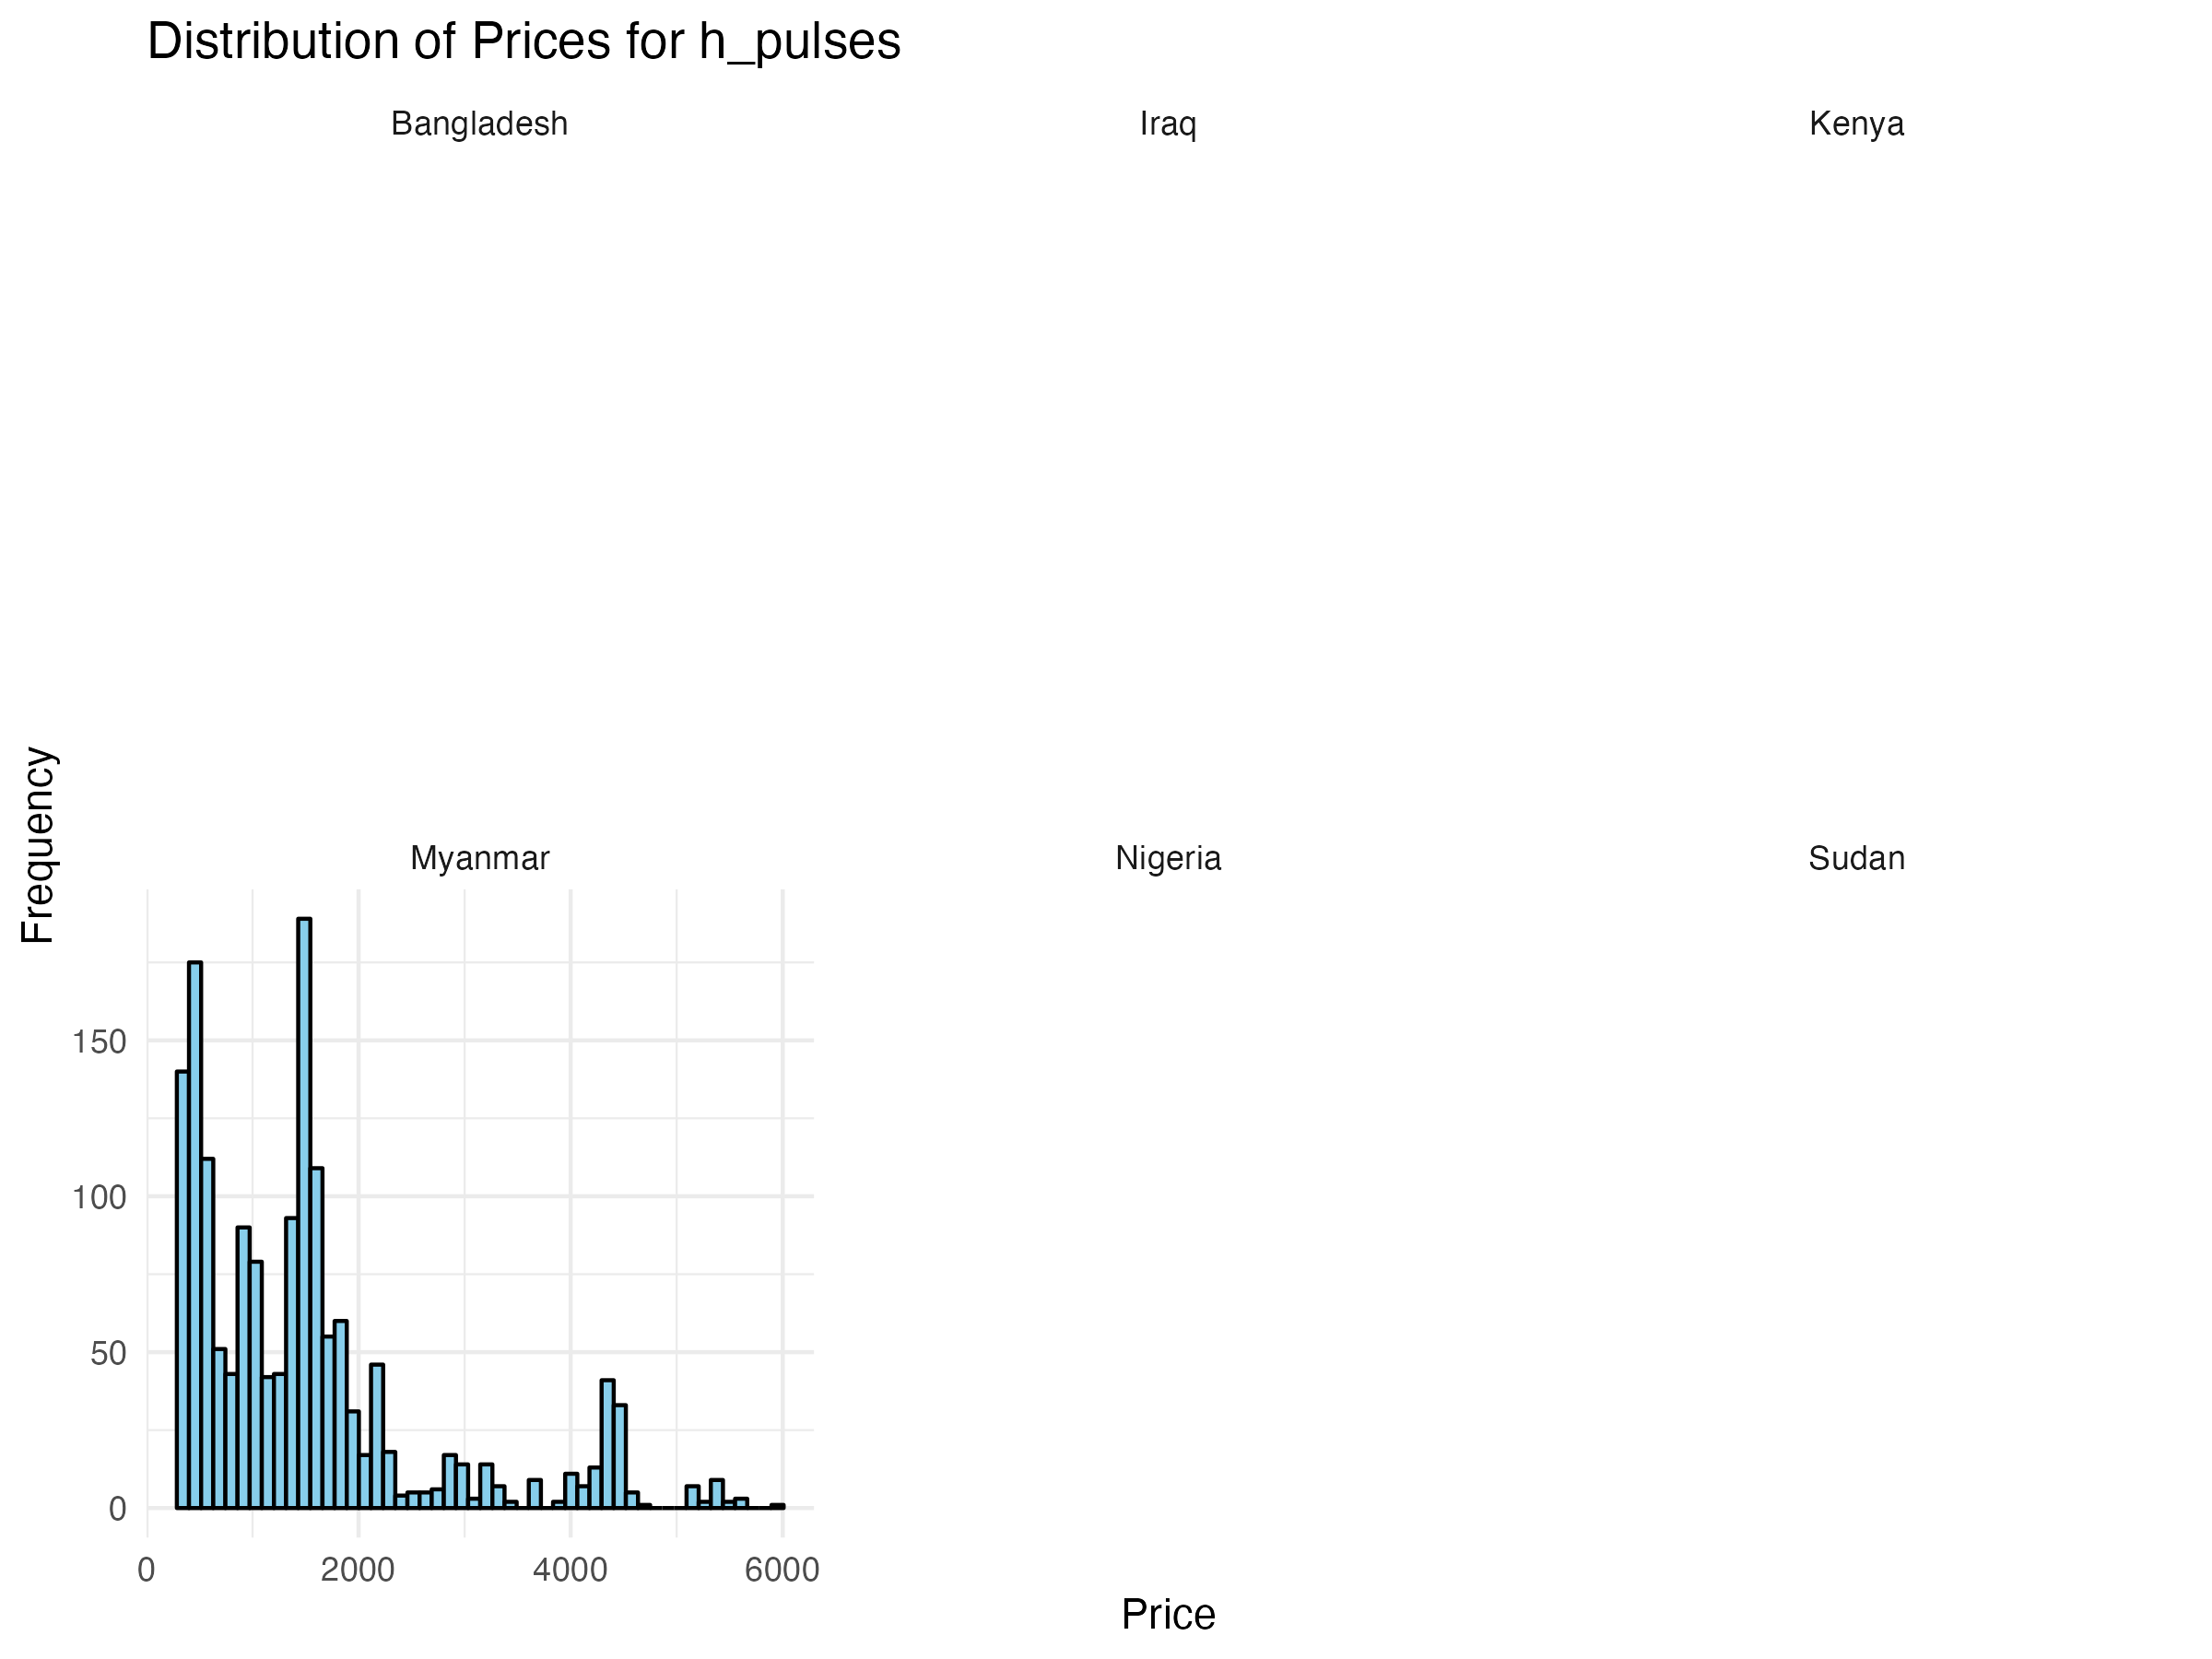 Distribution of Prices for h_pulses
Bangladesh
Iraq
Kenya
Frequency
Myanmar
Nigeria
Sudan
150
100
50
0
0
2000
4000
6000
Price